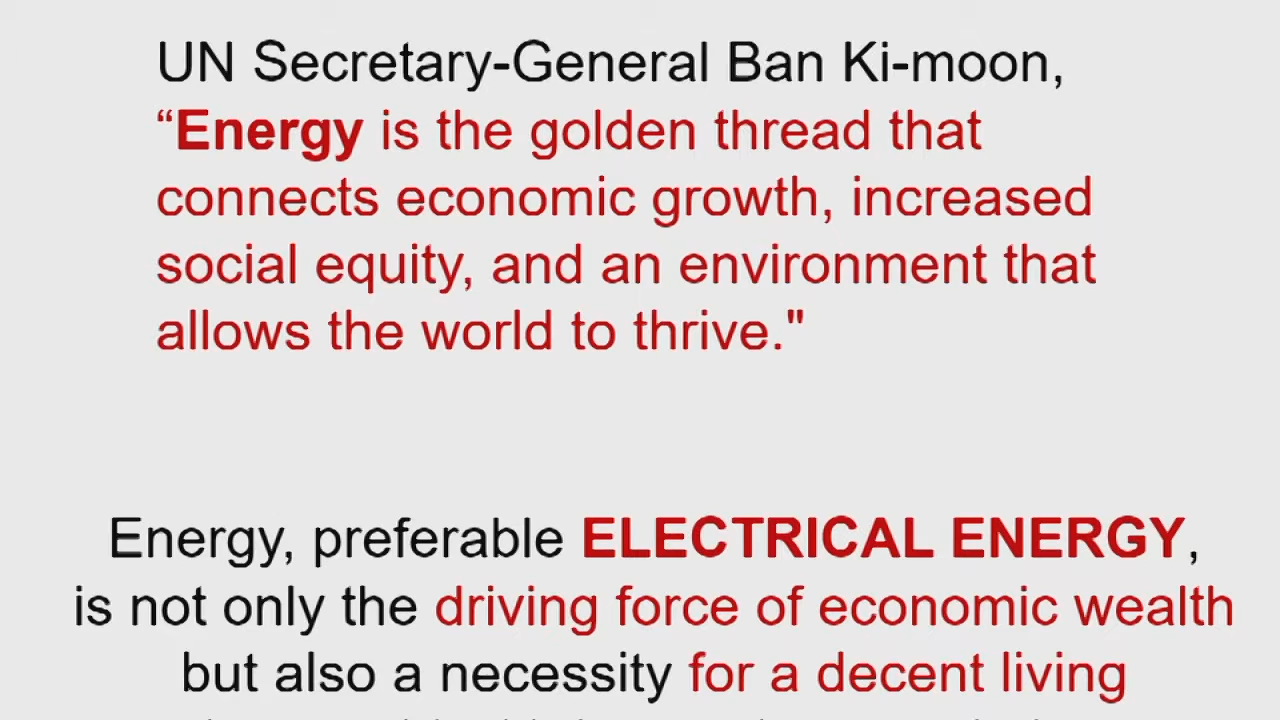 UN Secretary-General Ban Ki-moon,
“Energy is the golden thread that
connects economic growth, increased
social equity, and an environment that
allows the world to thrive."
Energy, preferable ELECTRICAL ENERGY,
is not only the driving force of economic wealth
but also a necessity for a decent living